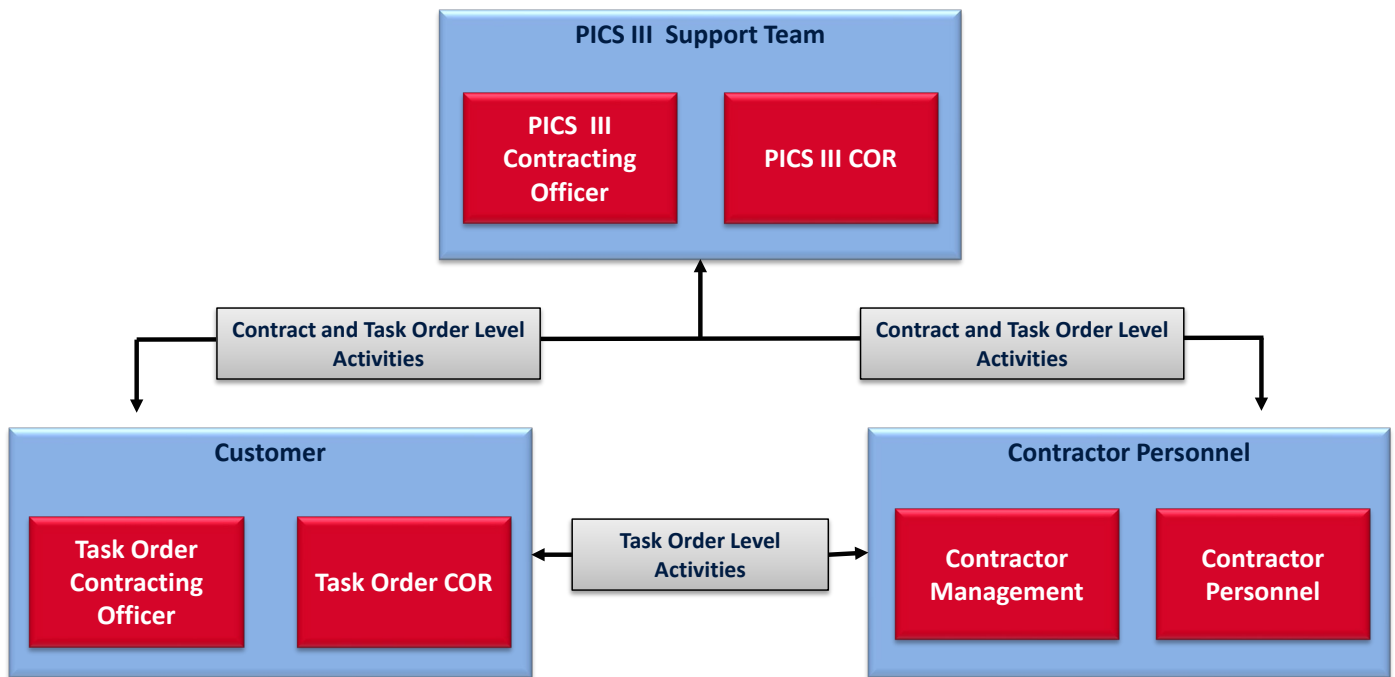 PICS III  Support Team
PICS  III
Contracting
Officer
PICS III COR
Contract and Task Order Level
Activities
Contract and Task Order Level
Activities
Customer
Task Order
Contracting
Officer
Task Order COR
Task Order Level
Activities
Contractor Personnel
Contractor
Management
Contractor
Personnel